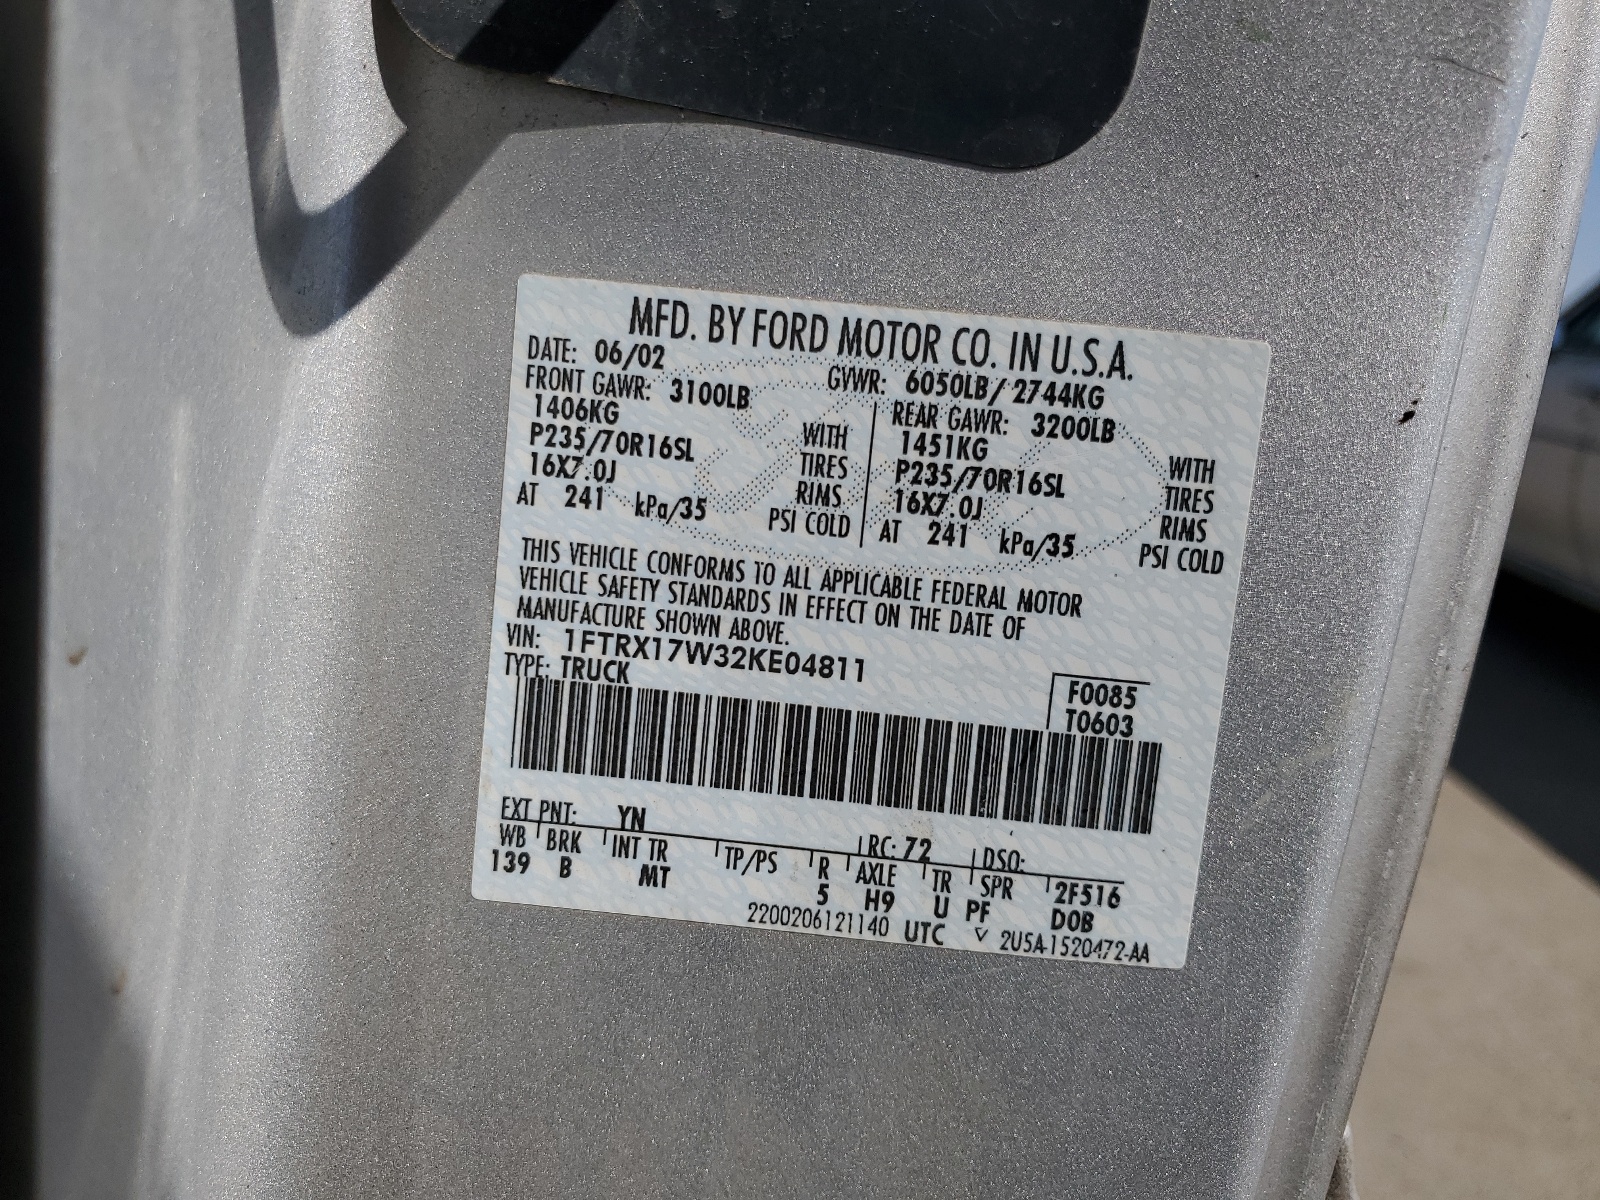 MFD. BY FORD MOTOR CO. IN U.S.A.
DATE: 06/02 GVWR: 6050LB/ 2744KG
FRONT GAWR: 3100LB REAR GAWR: 3200LB
1406KG WITH 1451KG WITH
P235/70R16SL TIRES P235/70R16SL TIRES
16X7.0J RIMS 16X7.0J RIMS
AT 241 kPa/35 PSI COLD AT 241 kPa/35 PSI COLD
THIS VEHICLE CONFORMS TO ALL APPLICABLE FEDERAL MOTOR
VEHICLE SAFETY STANDARDS IN EFFECT ON THE DATE OF
MANUFACTURE SHOWN ABOVE.
VIN: 1FTRX17W32KE04811
TYPE: TRUCK F0085
T0603
EXT PNT: YN RC: 72 DSO:
WB BRK INT TR TP/PS R AXLE TR SPR 2F516
139 B MT 5 H9 U PF DOB
2200206121140 UTC V 2U5A-1520472-AA